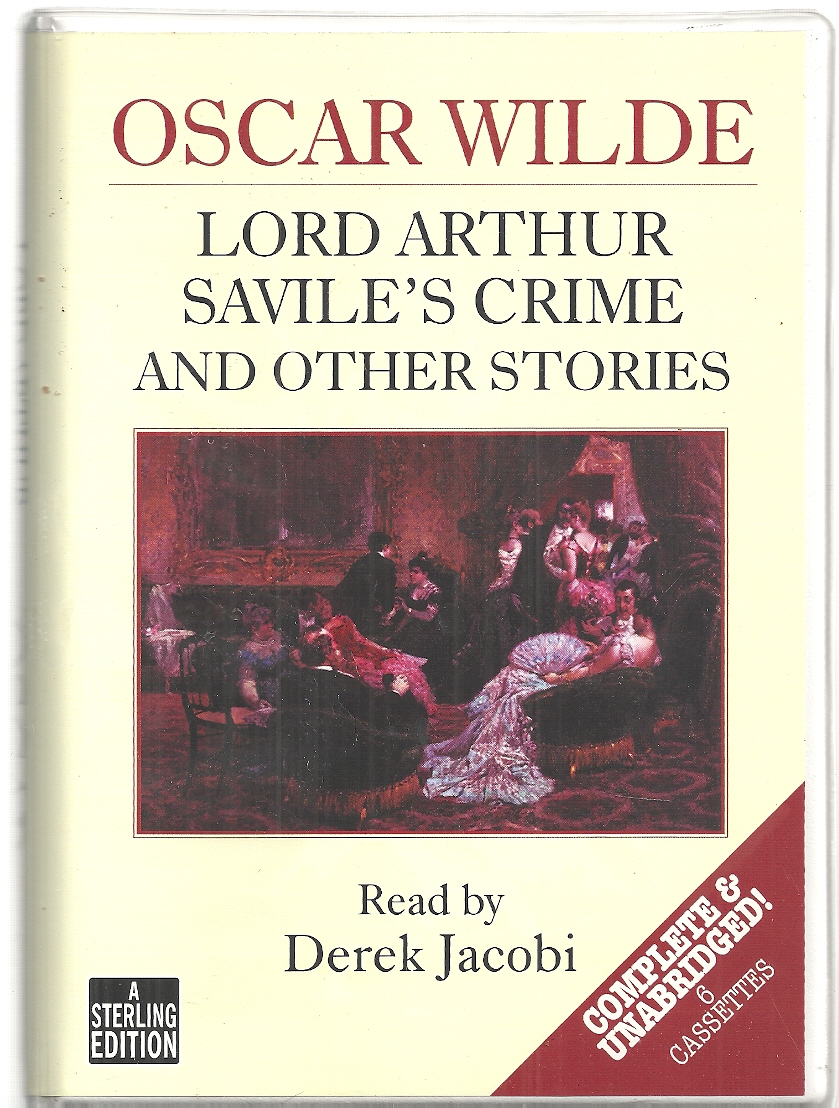 OSCAR WILDE
LORD ARTHUR
SAVILE'S CRIME
AND OTHER STORIES
Read by
Derek Jacobi
A
STERLING
EDITION
COMPLETE &
UNABRIDGED!
6
CASSETTES